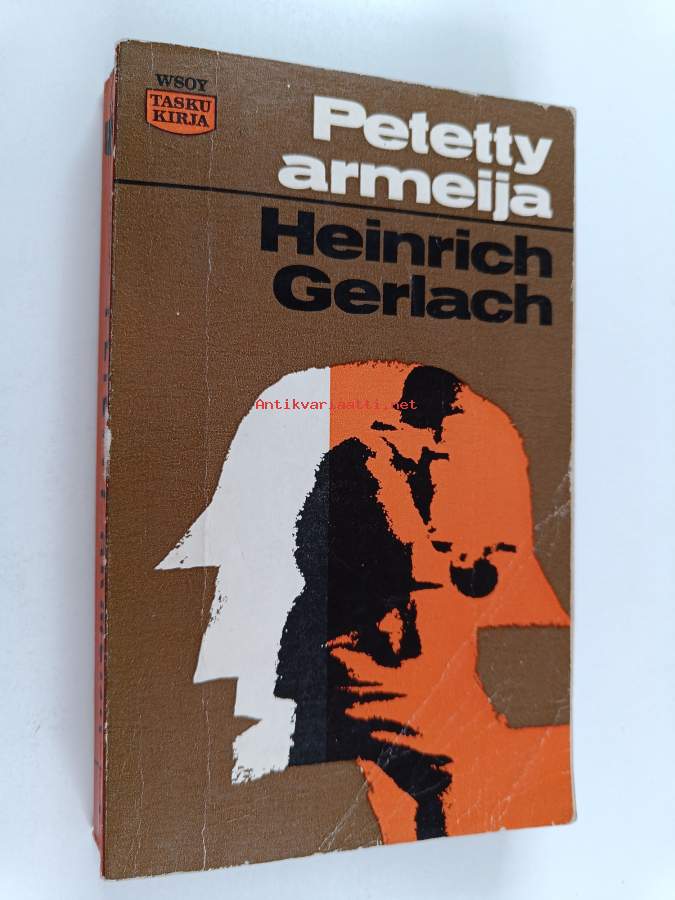 WSOY
TASKU
KIRJA
Petetty
armeija
Heinrich
Gerlach
Antikvariaatti.net